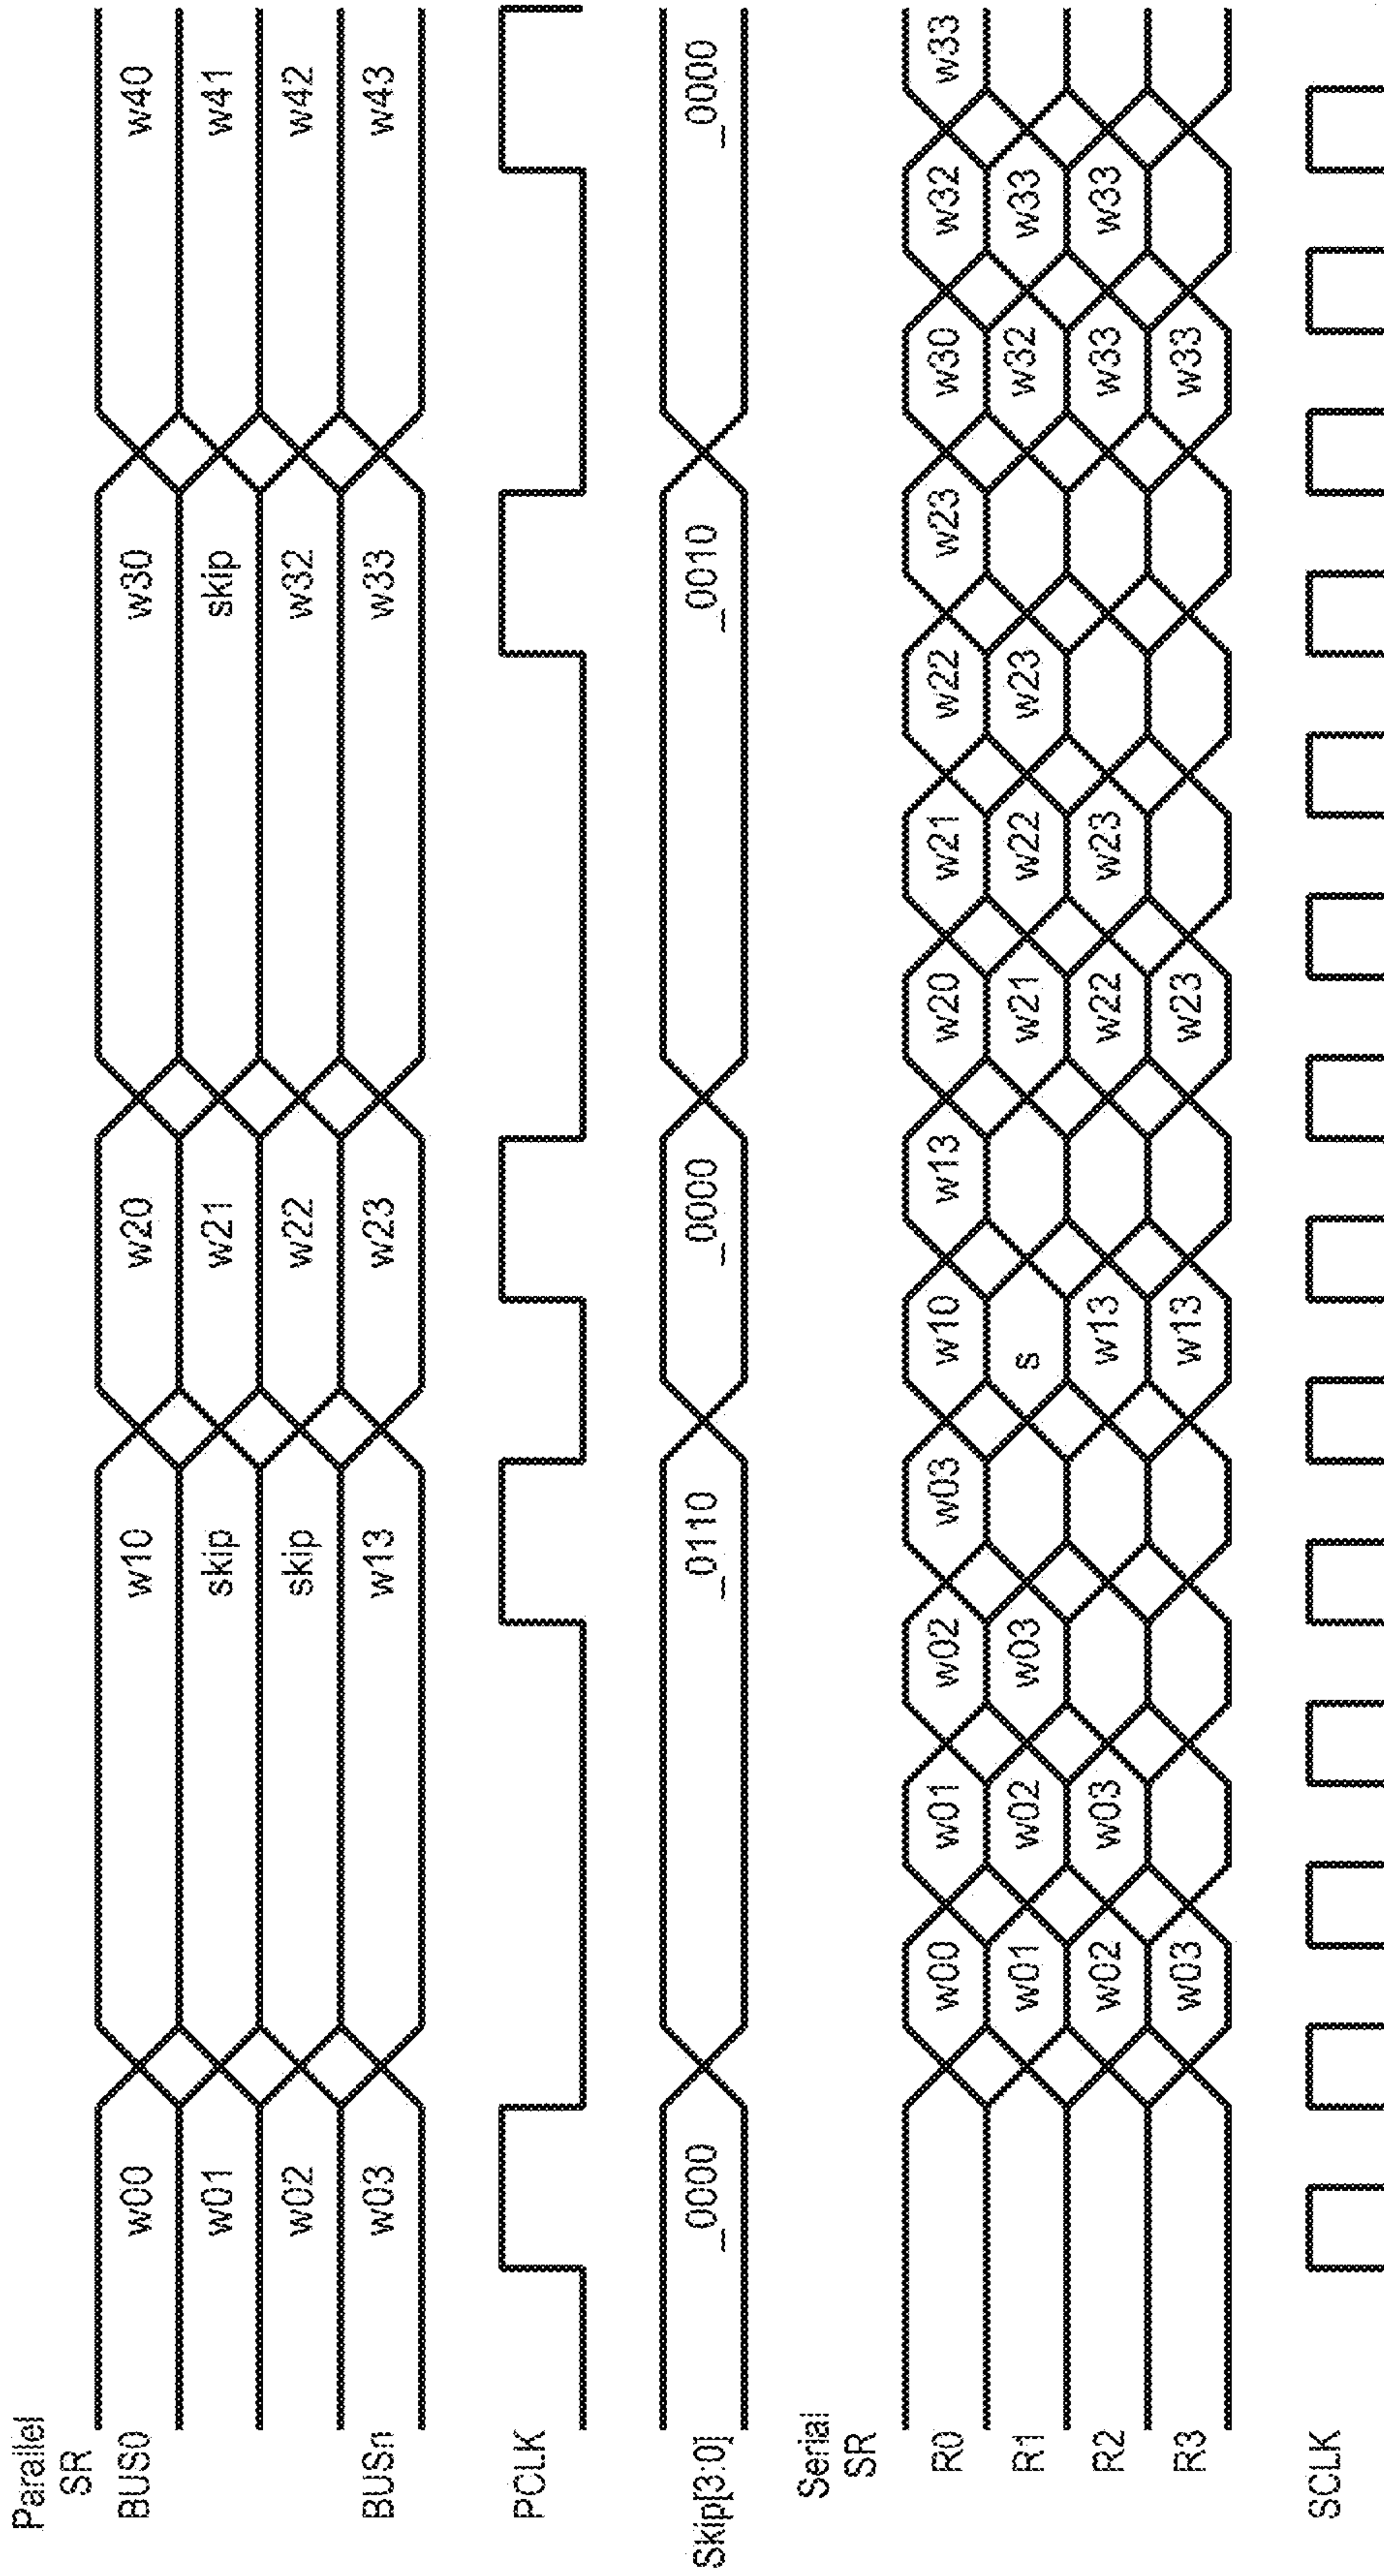 Parallel
SR
BUS0 w00 w10 w20 w30 w40
w01 skip w21 skip w41
w02 skip w22 w32 w42
BUSn w03 w13 w23 w33 w43
PCLK
Skip[3:0] _0000 _0110 _0000 _0010 _0000
Serial
SR
R0 w00 w01 w02 w03 w10 w13 w20 w21 w22 w23 w30 w32 w33
R1 w01 w02 w03 s w21 w22 w23 w32 w33
R2 w02 w03 w13 w22 w23 w33 w33
R3 w03 w13 w23 w33
SCLK